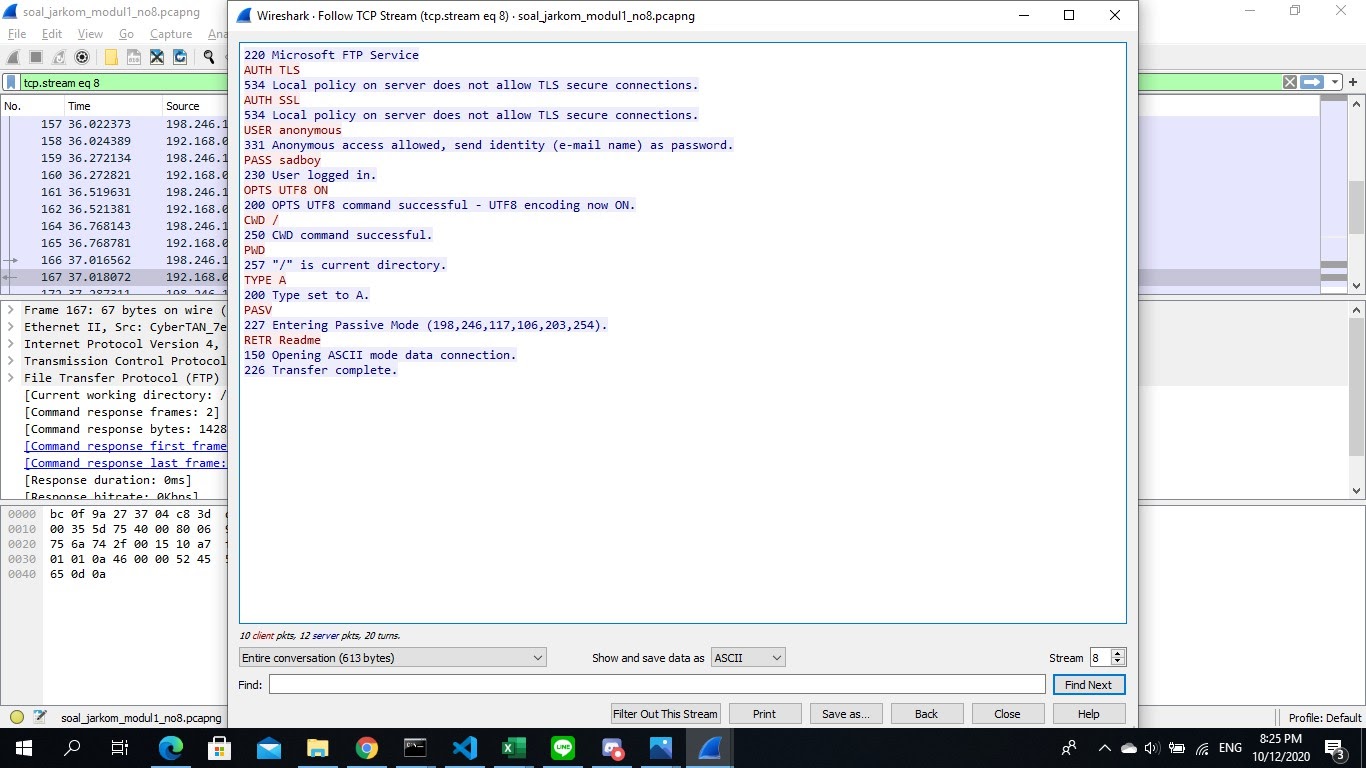 soal_jarkom_modul1_no8.pcapng
File Edit View Go Capture Ana
tcp.stream eq 8
No. Time Source
157 36.022373 198.246.1
158 36.024389 192.168.0
159 36.272134 198.246.1
160 36.272821 192.168.0
161 36.519631 198.246.1
162 36.521381 192.168.0
164 36.768143 198.246.1
165 36.768781 192.168.0
166 37.016562 198.246.1
167 37.018072 192.168.0
172 37.287311 198.246.1
Frame 167: 67 bytes on wire (
Ethernet II, Src: CyberTAN_7e
Internet Protocol Version 4,
Transmission Control Protocol
File Transfer Protocol (FTP)
[Current working directory: /
[Command response frames: 2]
[Command response bytes: 1428
[Command response first frame
[Command response last frame:
[Response duration: 0ms]
[Response bitrate: 0Kbps]
0000 bc 0f 9a 27 37 04 c8 3d
0010 00 35 5d 75 40 00 80 06
0020 75 6a 74 2f 00 15 10 a7
0030 01 01 0a 46 00 00 52 45
0040 65 0d 0a
Wireshark · Follow TCP Stream (tcp.stream eq 8) · soal_jarkom_modul1_no8.pcapng
220 Microsoft FTP Service
AUTH TLS
534 Local policy on server does not allow TLS secure connections.
AUTH SSL
534 Local policy on server does not allow TLS secure connections.
USER anonymous
331 Anonymous access allowed, send identity (e-mail name) as password.
PASS sadboy
230 User logged in.
OPTS UTF8 ON
200 OPTS UTF8 command successful - UTF8 encoding now ON.
CWD /
250 CWD command successful.
PWD
257 "/" is current directory.
TYPE A
200 Type set to A.
PASV
227 Entering Passive Mode (198,246,117,106,203,254).
RETR Readme
150 Opening ASCII mode data connection.
226 Transfer complete.
10 client pkts, 12 server pkts, 20 turns.
Entire conversation (613 bytes) Show and save data as ASCII Stream 8
Find: Find Next
Filter Out This Stream Print Save as... Back Close Help
soal_jarkom_modul1_no8.pcapng Profile: Default
ENG 8:25 PM
10/12/2020 3